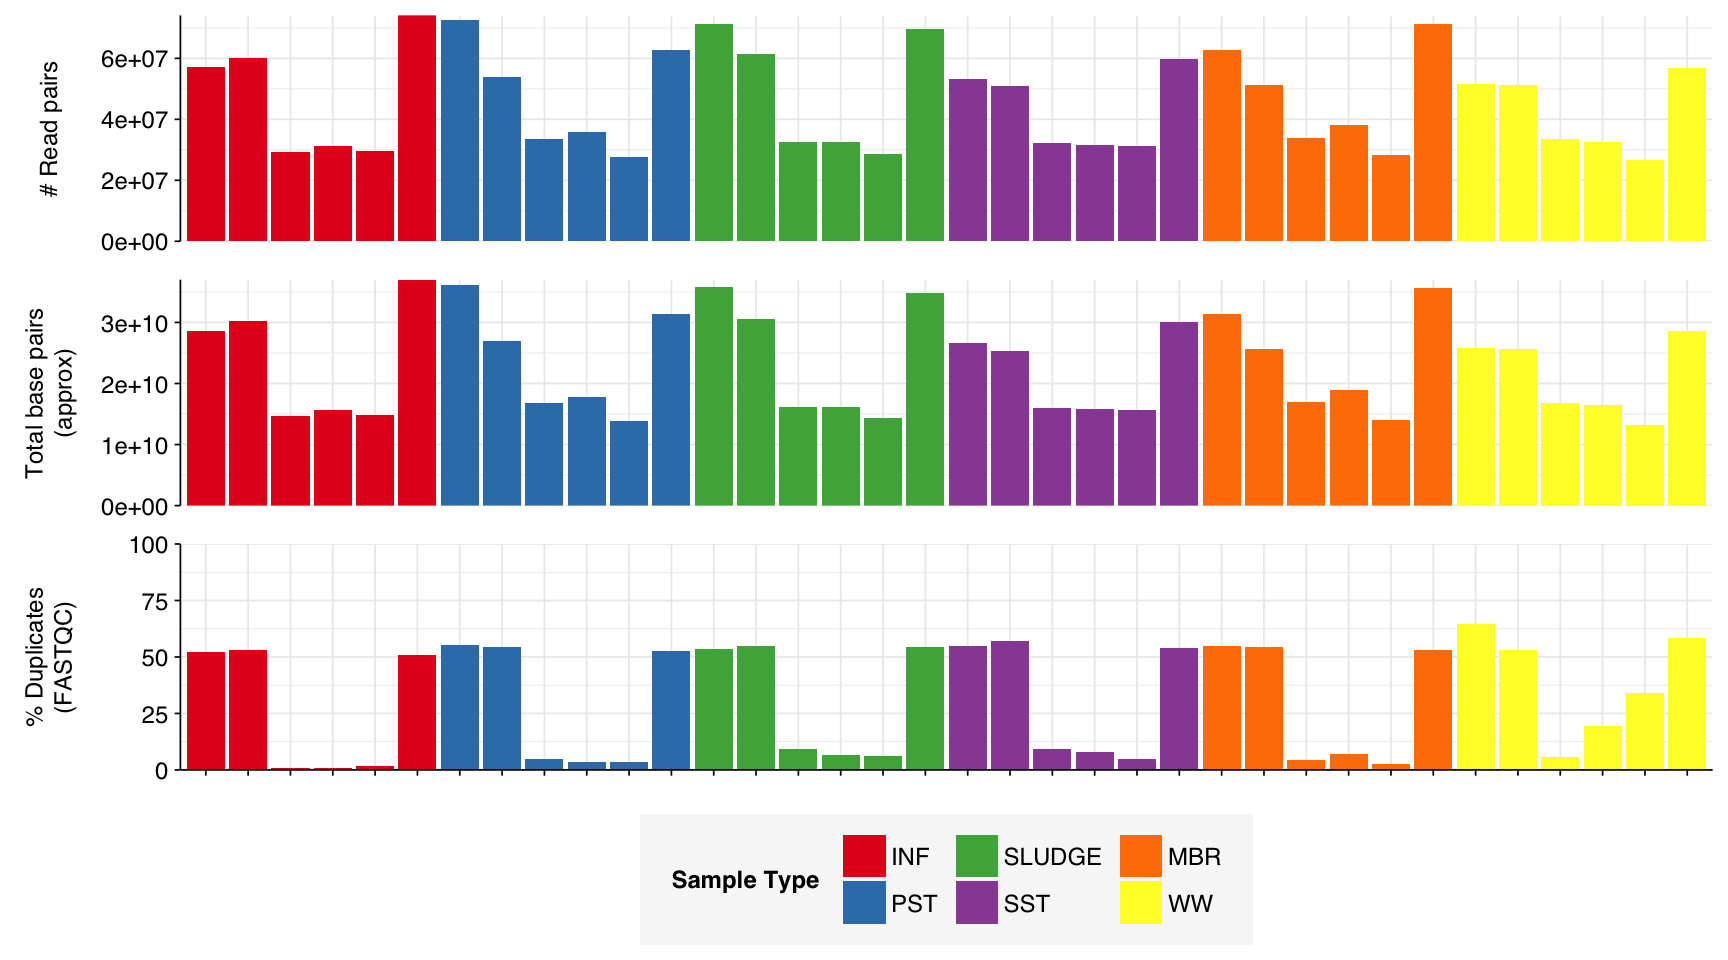 # Read pairs
6e+07
4e+07
2e+07
0e+00
Total base pairs
(approx)
3e+10
2e+10
1e+10
0e+00
% Duplicates
(FASTQC)
100
75
50
25
0
Sample Type
INF
SLUDGE
MBR
PST
SST
WW